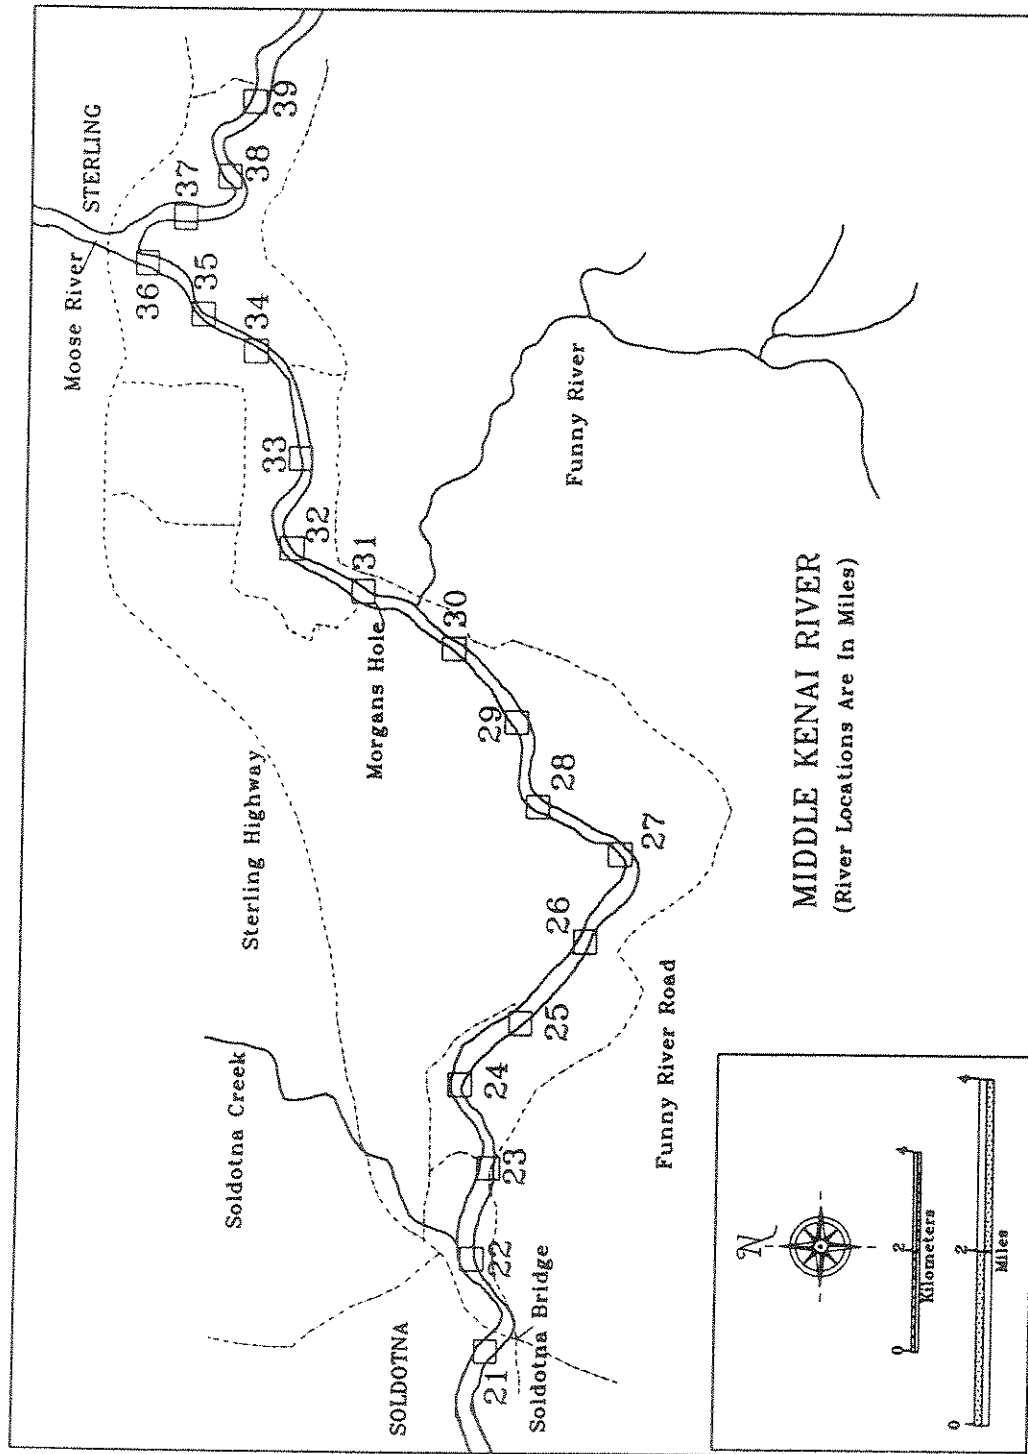 STERLING
Moose River
39
38
37
36
35
34
33
32
31
30
29
28
27
26
25
24
23
22
21
Funny River
Morgans Hole
Sterling Highway
Soldotna Creek
Funny River Road
SOLDOTNA
Soldotna Bridge
MIDDLE KENAI RIVER
(River Locations Are In Miles)
N
0 2 4
Kilometers
0 2 4
Miles